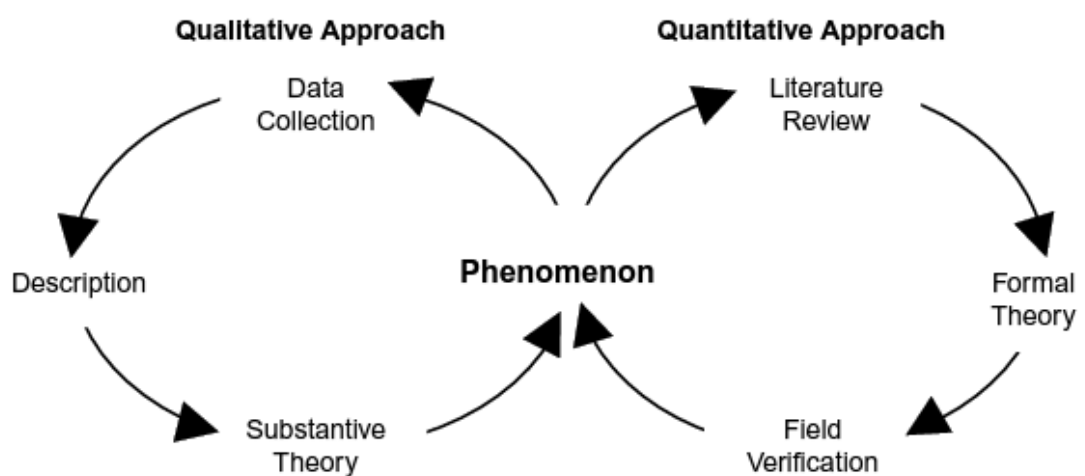 Qualitative Approach
Quantitative Approach
Data
Collection
Literature
Review
Phenomenon
Description
Formal
Theory
Substantive
Theory
Field
Verification